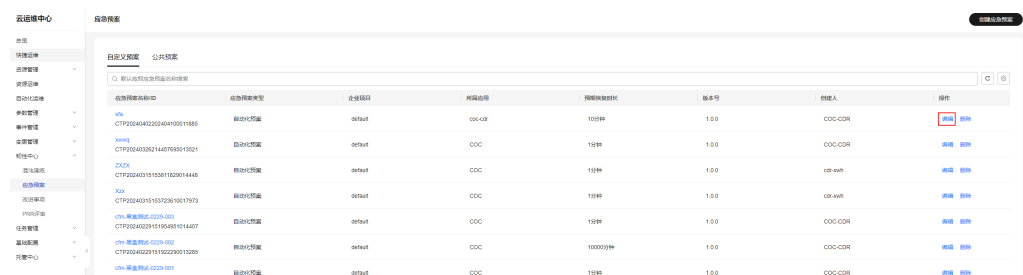 云运维中心
应急预案
创建应急预案
总览
快捷运维
资源管理
资源运维
自动化运维
参数管理
事件管理
变更管理
韧性中心
混沌演练
应急预案
改进事项
PRR评审
任务管理
基础配置
托管中心
自定义预案 公共预案
默认按照应急预案名称搜索
应急预案名称/ID 应急预案类型 企业项目 所属应用 预期恢复时长 版本号 创建人 操作
xfa
CTP20240402202404100011885 自动化预案 default coc-cdr 10分钟 1.0.0 COC-CDR 编辑 删除
xwwq
CTP20240326214457695013521 自动化预案 default COC 1分钟 1.0.0 COC-CDR 编辑 删除
ZXZX
CTP20240315153811829014448 自动化预案 default COC 1分钟 1.0.0 cdr-xwh 编辑 删除
Xzx
CTP20240315153723610017973 自动化预案 default COC 1分钟 1.0.0 cdr-xwh 编辑 删除
cfm-黑盒测试-0229-003
CTP20240229151954951014407 自动化预案 default COC 1分钟 1.0.0 COC-CDR 编辑 删除
cfm-黑盒测试-0229-002
CTP20240229151922290013285 自动化预案 default COC 10000分钟 1.0.0 COC-CDR 编辑 删除
cfm-黑盒测试-0229-001
自动化预案 default COC 1分钟 1.0.0 COC-CDR 编辑 删除